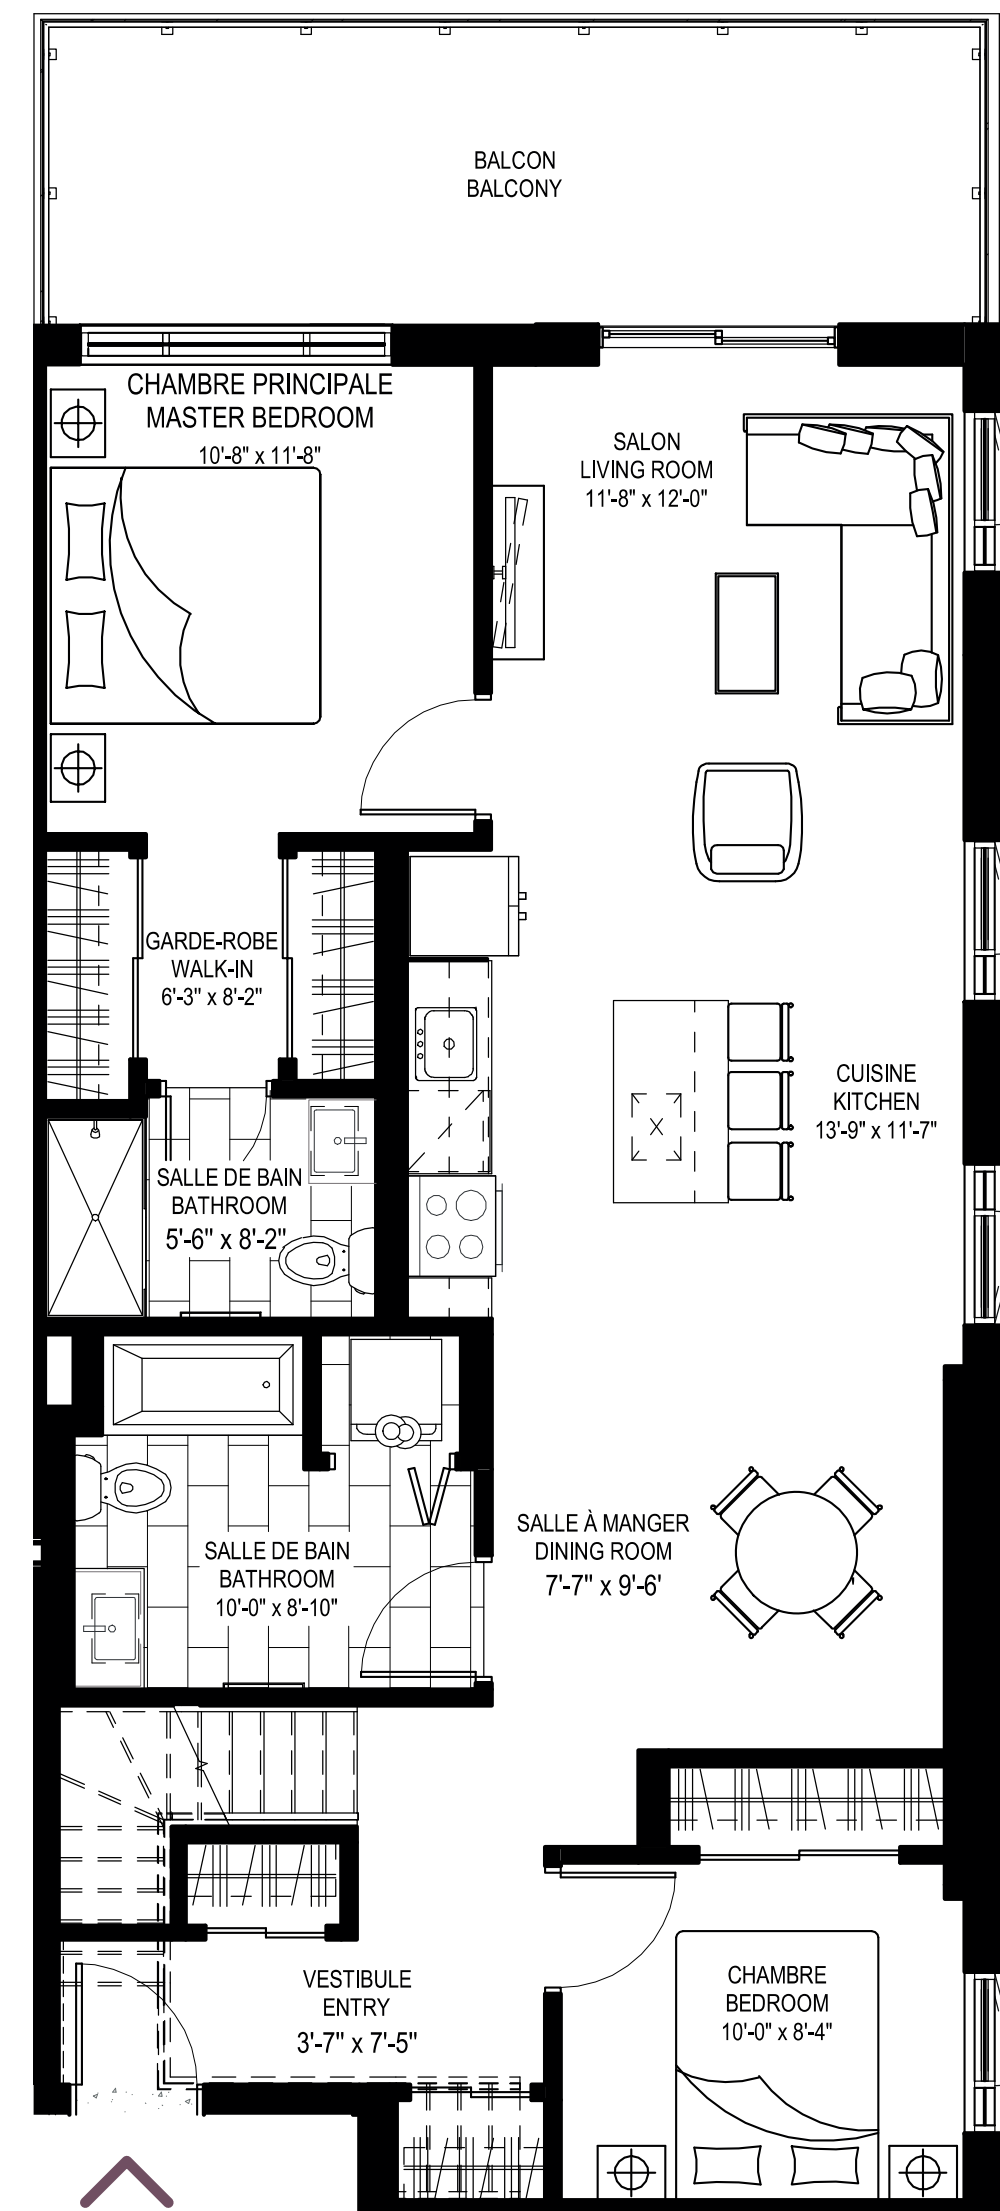 BALCON
BALCONY
CHAMBRE PRINCIPALE
MASTER BEDROOM
10'-8" x 11'-8"
SALON
LIVING ROOM
11'-8" x 12'-0"
GARDE-ROBE
WALK-IN
6'-3" x 8'-2"
CUISINE
KITCHEN
13'-9" x 11'-7"
SALLE DE BAIN
BATHROOM
5'-6" x 8'-2"
SALLE À MANGER
DINING ROOM
7'-7" x 9'-6'
SALLE DE BAIN
BATHROOM
10'-0" x 8'-10"
VESTIBULE
ENTRY
3'-7" x 7'-5"
CHAMBRE
BEDROOM
10'-0" x 8'-4"